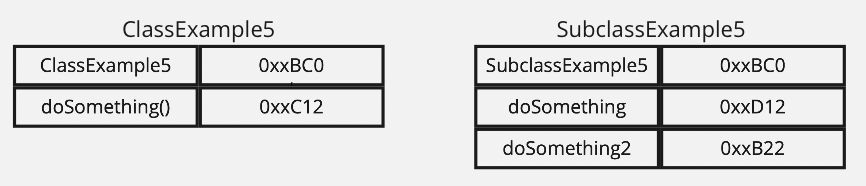 ClassExample5
ClassExample5 0xxBC0
doSomething() 0xxC12
SubclassExample5
SubclassExample5 0xxBC0
doSomething 0xxD12
doSomething2 0xxB22